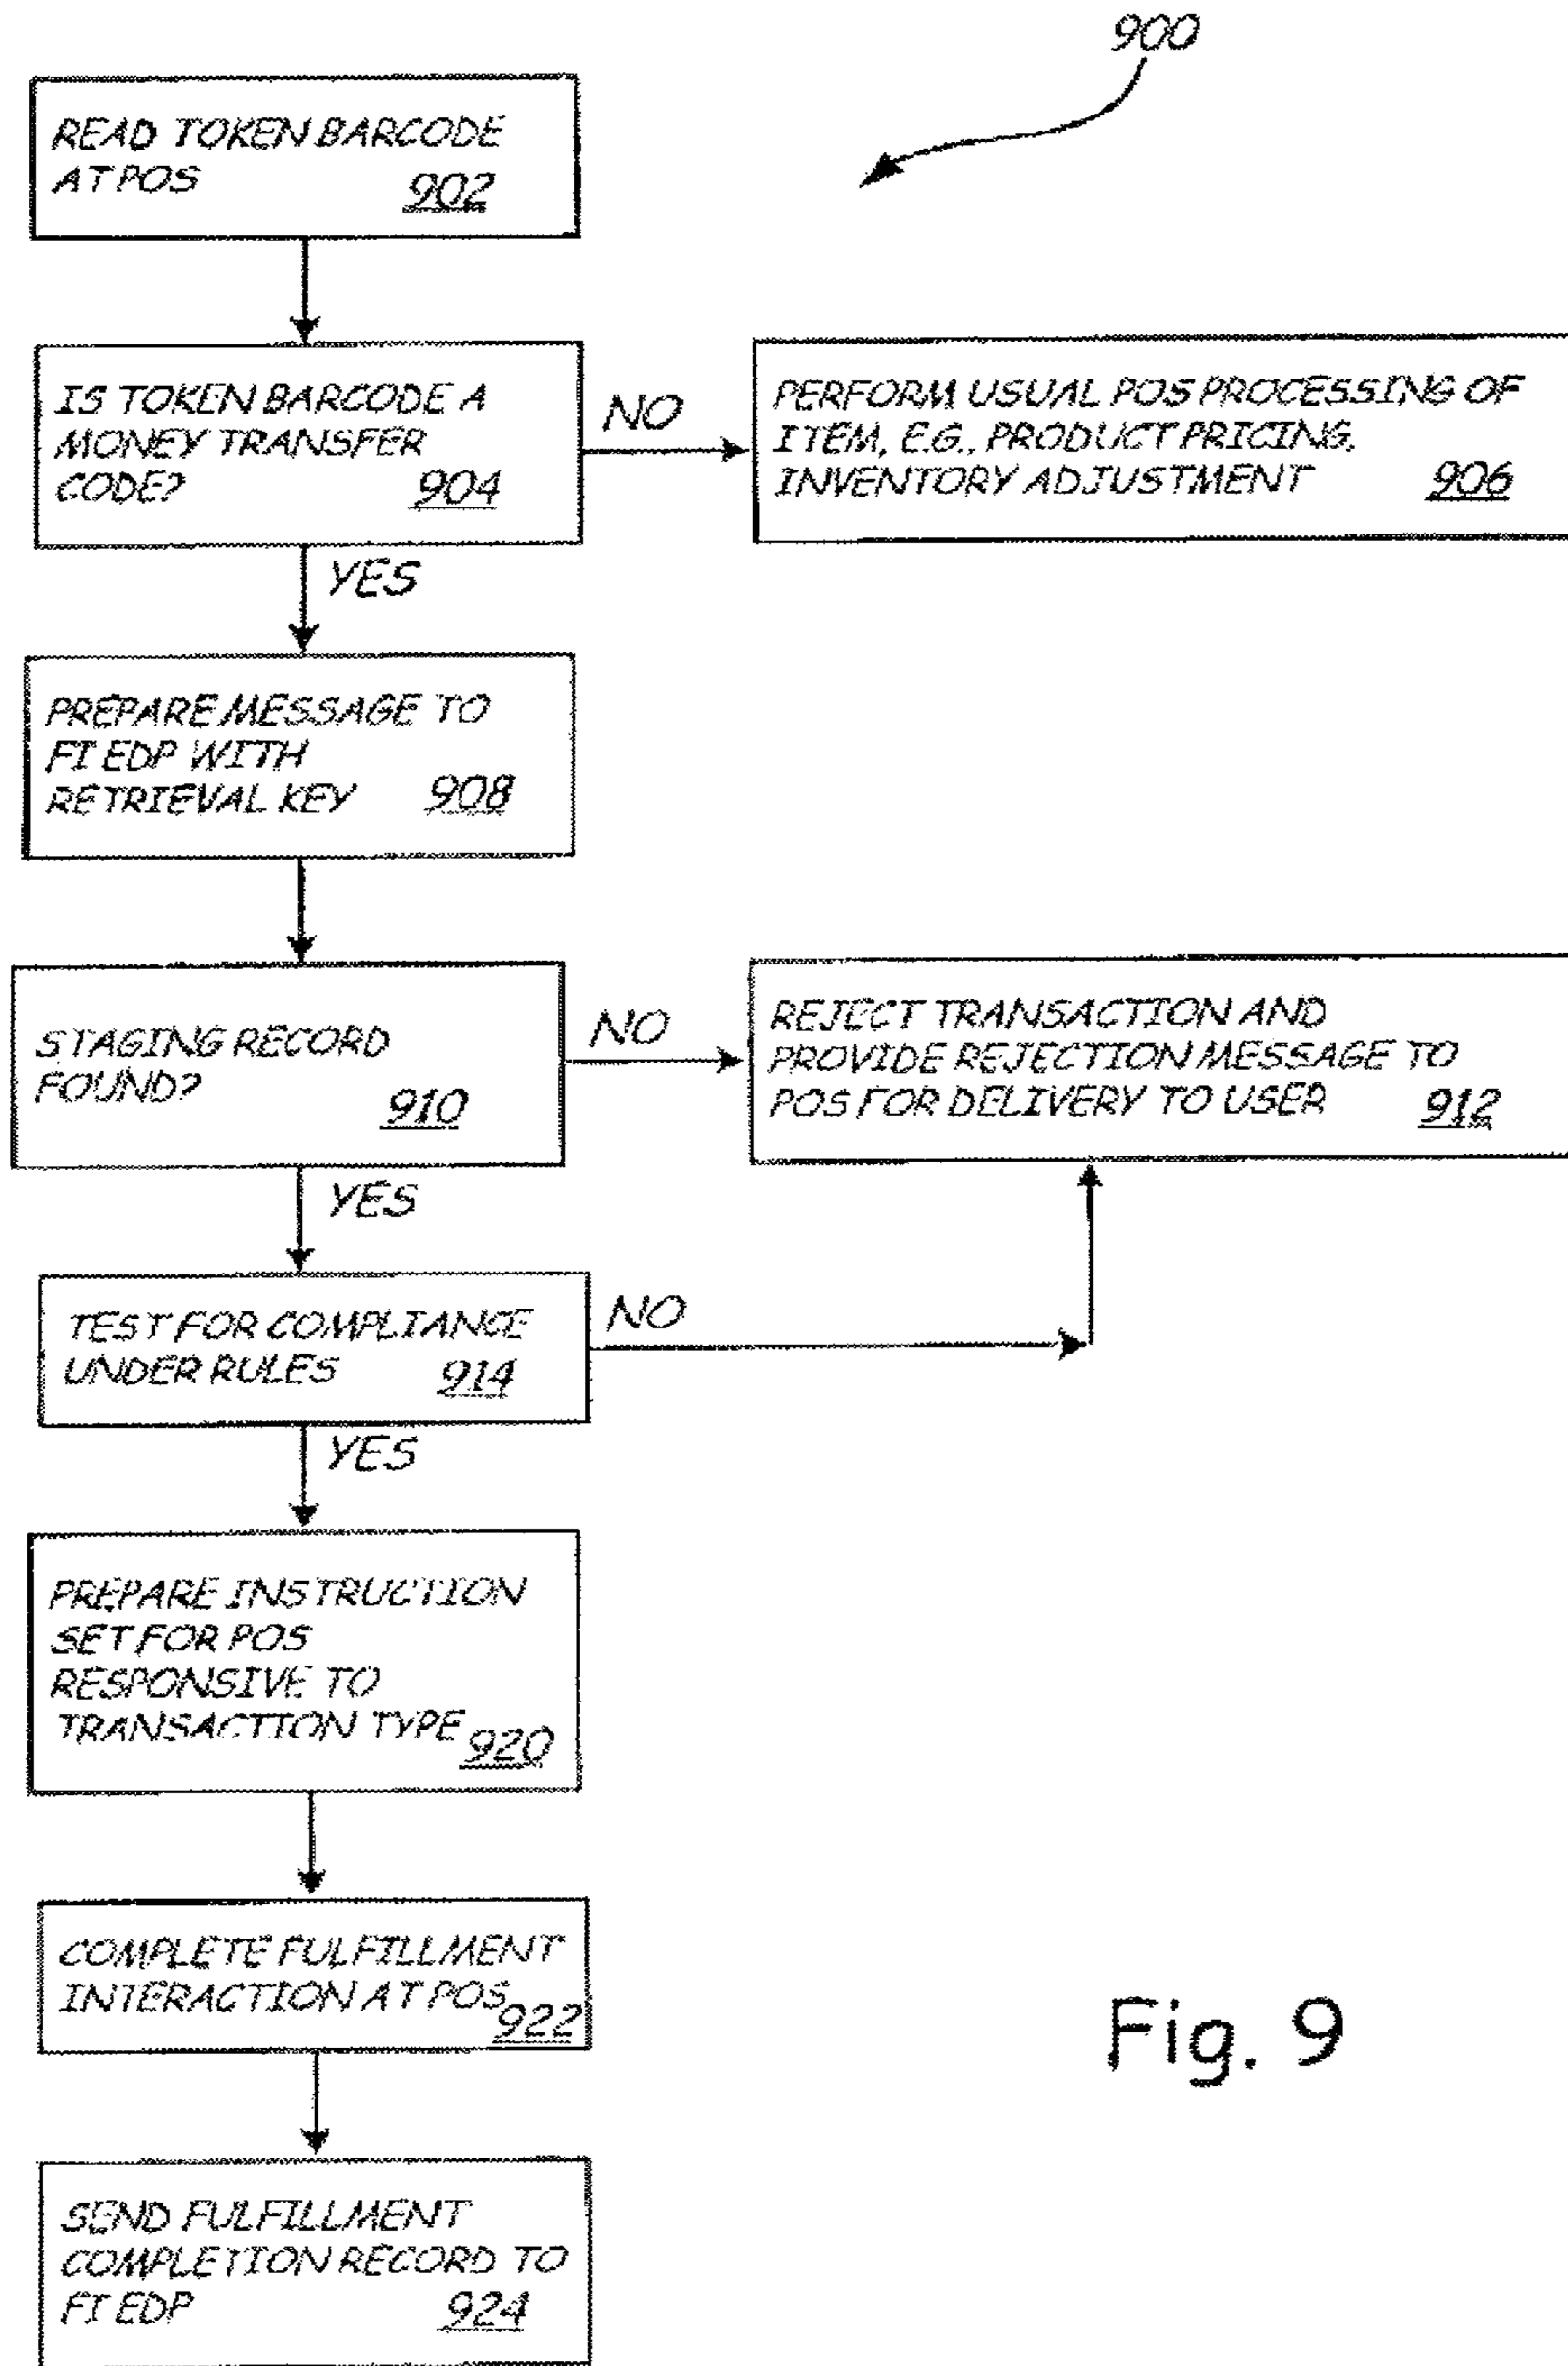 900
READ TOKEN BARCODE
AT POS
902
IS TOKEN BARCODE A
MONEY TRANSFER
CODE?
904
NO
PERFORM USUAL POS PROCESSING OF
ITEM, E.G., PRODUCT PRICING,
INVENTORY ADJUSTMENT
906
YES
PREPARE MESSAGE TO
FI EDP WITH
RETRIEVAL KEY
908
STAGING RECORD
FOUND?
910
NO
REJECT TRANSACTION AND
PROVIDE REJECTION MESSAGE TO
POS FOR DELIVERY TO USER
912
YES
TEST FOR COMPLIANCE
UNDER RULES
914
NO
YES
PREPARE INSTRUCTION
SET FOR POS
RESPONSIVE TO
TRANSACTION TYPE
920
COMPLETE FULFILLMENT
INTERACTION AT POS
922
SEND FULFILLMENT
COMPLETION RECORD TO
FI EDP
924
Fig. 9